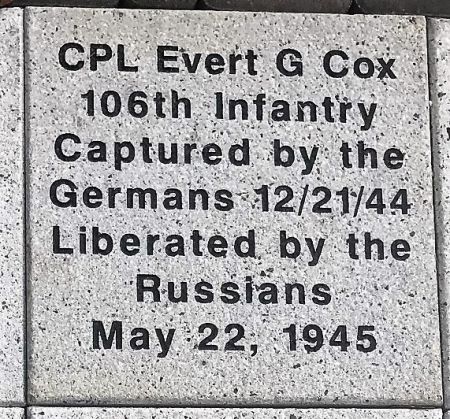 CPL Evert G Cox
106th Infantry
Captured by the
Germans 12/21/44
Liberated by the
Russians
May 22, 1945